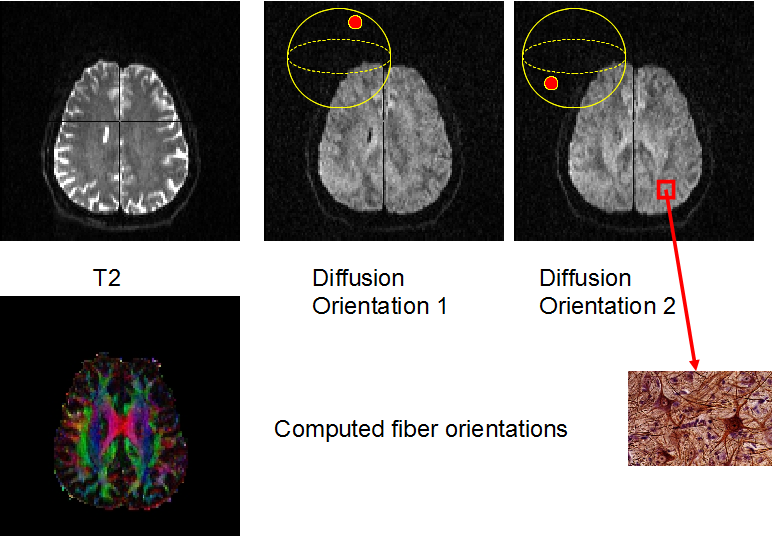 T2
Diffusion
Orientation 1
Diffusion
Orientation 2
Computed fiber orientations